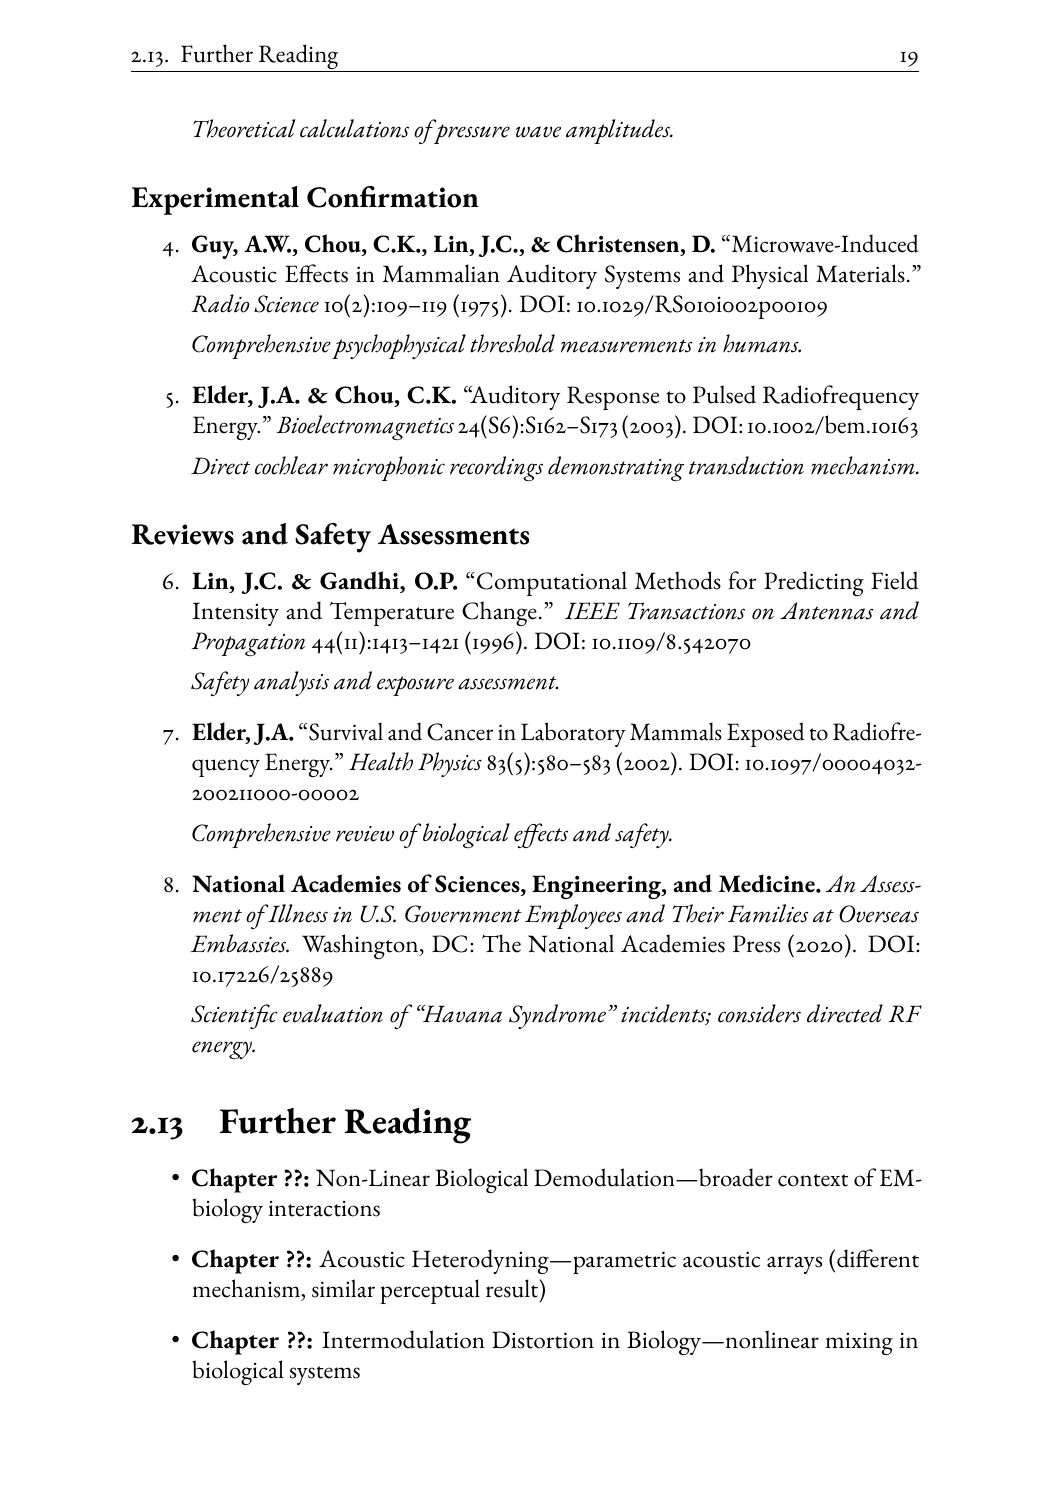 2.13. Further Reading 19
Theoretical calculations of pressure wave amplitudes.
Experimental Confirmation
4. Guy, A.W., Chou, C.K., Lin, J.C., & Christensen, D. “Microwave-Induced
Acoustic Effects in Mammalian Auditory Systems and Physical Materials.”
Radio Science 10(2):109–119 (1975). DOI: 10.1029/RS010i002p00109
Comprehensive psychophysical threshold measurements in humans.
5. Elder, J.A. & Chou, C.K. “Auditory Response to Pulsed Radiofrequency
Energy.” Bioelectromagnetics 24(S6):S162–S173 (2003). DOI: 10.1002/bem.10163
Direct cochlear microphonic recordings demonstrating transduction mechanism.
Reviews and Safety Assessments
6. Lin, J.C. & Gandhi, O.P. “Computational Methods for Predicting Field
Intensity and Temperature Change.” IEEE Transactions on Antennas and
Propagation 44(11):1413–1421 (1996). DOI: 10.1109/8.542070
Safety analysis and exposure assessment.
7. Elder, J.A. “Survival and Cancer in Laboratory Mammals Exposed to Radiofre-
quency Energy.” Health Physics 83(5):580–583 (2002). DOI: 10.1097/00004032-
200211000-00002
Comprehensive review of biological effects and safety.
8. National Academies of Sciences, Engineering, and Medicine. An Assess-
ment of Illness in U.S. Government Employees and Their Families at Overseas
Embassies. Washington, DC: The National Academies Press (2020). DOI:
10.17226/25889
Scientific evaluation of “Havana Syndrome” incidents; considers directed RF
energy.
2.13 Further Reading
• Chapter ??: Non-Linear Biological Demodulation—broader context of EM-
biology interactions
• Chapter ??: Acoustic Heterodyning—parametric acoustic arrays (different
mechanism, similar perceptual result)
• Chapter ??: Intermodulation Distortion in Biology—nonlinear mixing in
biological systems